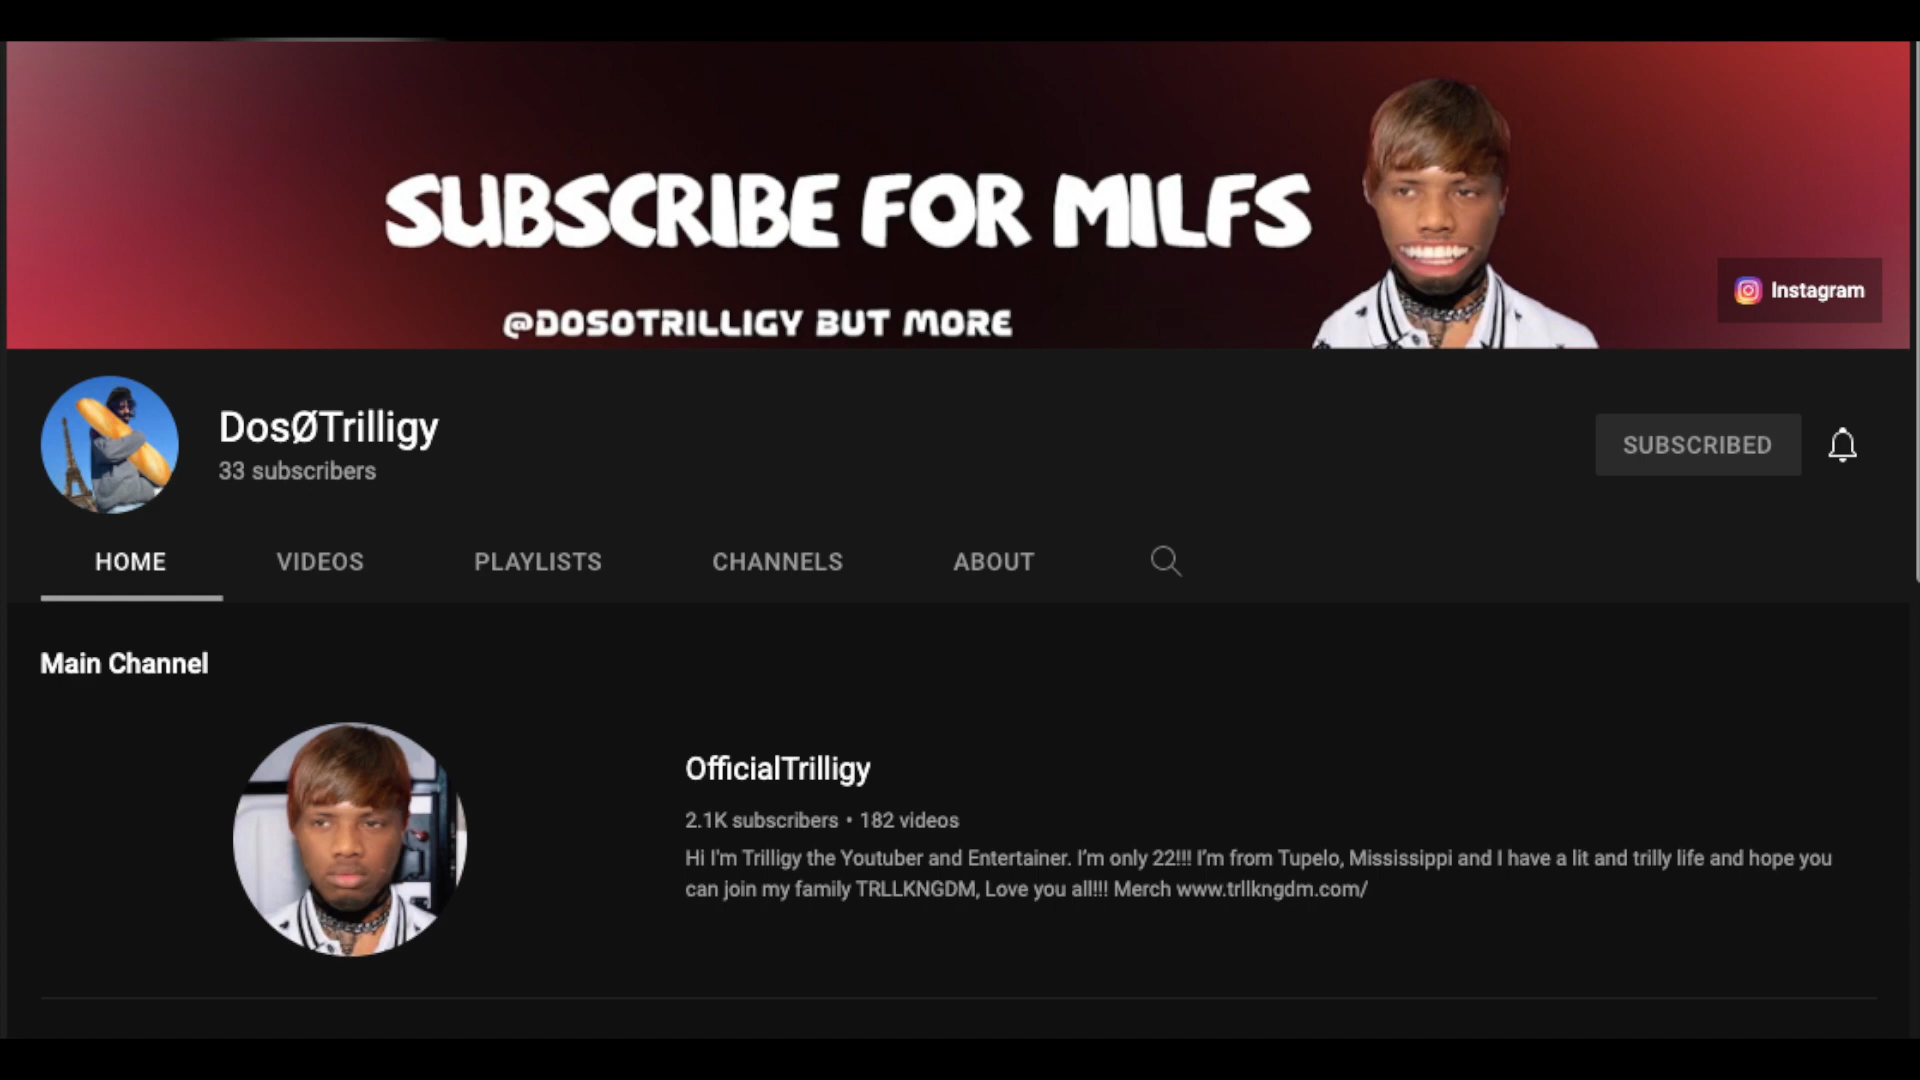 SUBSCRIBE FOR MILFS
@DOSOTRILLIGY BUT MORE
Instagram
DosØTrilligy
33 subscribers
SUBSCRIBED
HOME VIDEOS PLAYLISTS CHANNELS ABOUT
Main Channel
OfficialTrilligy
2.1K subscribers • 182 videos
Hi I'm Trilligy the Youtuber and Entertainer. I'm only 22!!! I'm from Tupelo, Mississippi and I have a lit and trilly life and hope you
can join my family TRLLKNGDM, Love you all!!! Merch www.trllkngdm.com/